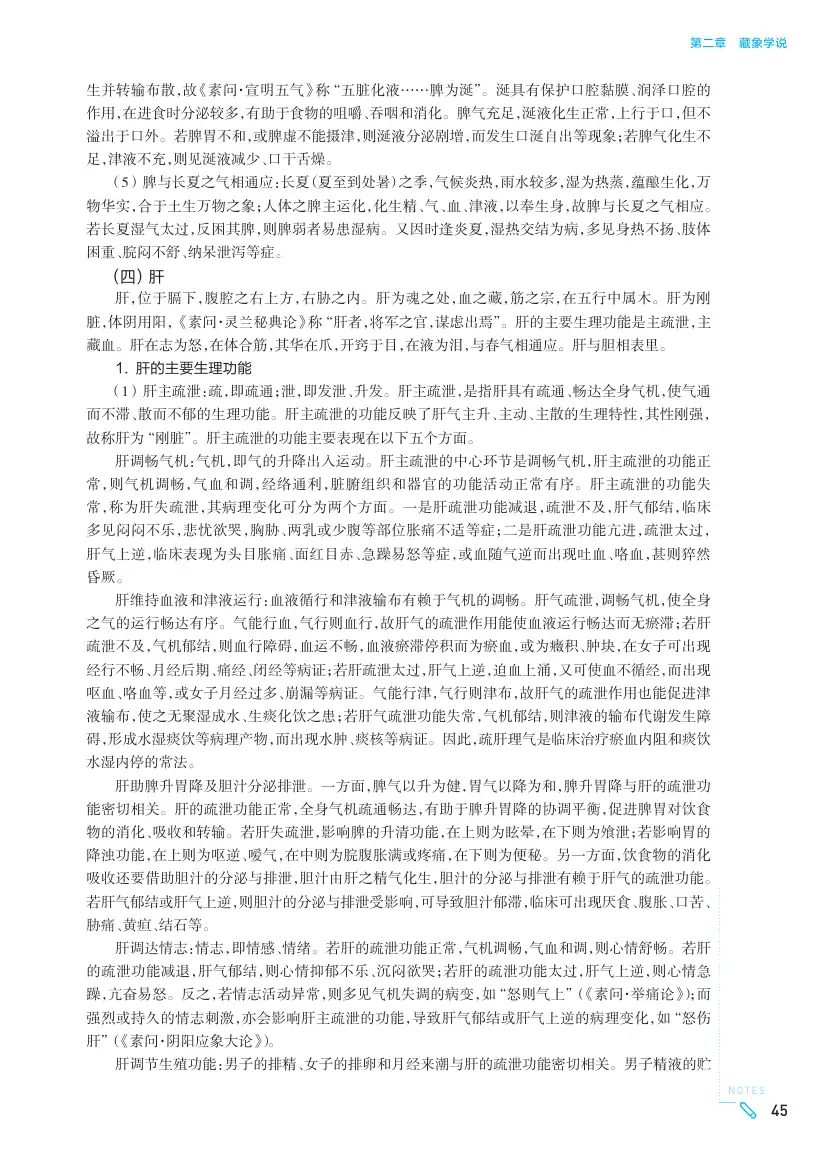 第二章 藏象学说
生并转输布散,故《素问·宣明五气》称“五脏化液……脾为涎”。涎具有保护口腔黏膜、润泽口腔的
作用,在进食时分泌较多,有助于食物的咀嚼、吞咽和消化。脾气充足,涎液化生正常,上行于口,但不
溢出于口外。若脾胃不和,或脾虚不能摄津,则涎液分泌剧增,而发生口涎自出等现象;若脾气化生不
足,津液不充,则见涎液减少、口干舌燥。
(5)脾与长夏之气相通应:长夏(夏至到处暑)之季,气候炎热,雨水较多,湿为热蒸,蕴酿生化,万
物华实,合于土生万物之象;人体之脾主运化,化生精、气、血、津液,以奉生身,故脾与长夏之气相应。
若长夏湿气太过,反困其脾,则脾弱者易患湿病。又因时逢炎夏,湿热交结为病,多见身热不扬、肢体
困重、脘闷不舒、纳呆泄泻等症。
(四)肝
肝,位于膈下,腹腔之右上方,右胁之内。肝为魂之处,血之藏,筋之宗,在五行中属木。肝为刚
脏,体阴用阳,《素问·灵兰秘典论》称“肝者,将军之官,谋虑出焉”。肝的主要生理功能是主疏泄,主
藏血。肝在志为怒,在体合筋,其华在爪,开窍于目,在液为泪,与春气相通应。肝与胆相表里。
1. 肝的主要生理功能
(1)肝主疏泄:疏,即疏通;泄,即发泄、升发。肝主疏泄,是指肝具有疏通、畅达全身气机,使气通
而不滞、散而不郁的生理功能。肝主疏泄的功能反映了肝气主升、主动、主散的生理特性,其性刚强,
故称肝为“刚脏”。肝主疏泄的功能主要表现在以下五个方面。
肝调畅气机:气机,即气的升降出入运动。肝主疏泄的中心环节是调畅气机,肝主疏泄的功能正
常,则气机调畅,气血和调,经络通利,脏腑组织和器官的功能活动正常有序。肝主疏泄的功能失
常,称为肝失疏泄,其病理变化可分为两个方面。一是肝疏泄功能减退,疏泄不及,肝气郁结,临床
多见闷闷不乐,悲忧欲哭,胸胁、两乳或少腹等部位胀痛不适等症;二是肝疏泄功能亢进,疏泄太过,
肝气上逆,临床表现为头目胀痛、面红目赤、急躁易怒等症,或血随气逆而出现吐血、咯血,甚则猝然
昏厥。
肝维持血液和津液运行:血液循行和津液输布有赖于气机的调畅。肝气疏泄,调畅气机,使全身
之气的运行畅达有序。气能行血,气行则血行,故肝气的疏泄作用能使血液运行畅达而无瘀滞;若肝
疏泄不及,气机郁结,则血行障碍,血运不畅,血液瘀滞停积而为瘀血,或为癥积、肿块,在女子可出现
经行不畅、月经后期、痛经、闭经等病证;若肝疏泄太过,肝气上逆,迫血上涌,又可使血不循经,而出现
呕血、咯血等,或女子月经过多、崩漏等病证。气能行津,气行则津布,故肝气的疏泄作用也能促进津
液输布,使之无聚湿成水、生痰化饮之患;若肝气疏泄功能失常,气机郁结,则津液的输布代谢发生障
碍,形成水湿痰饮等病理产物,而出现水肿、痰核等病证。因此,疏肝理气是临床治疗瘀血内阻和痰饮
水湿内停的常法。
肝助脾升胃降及胆汁分泌排泄。一方面,脾气以升为健,胃气以降为和,脾升胃降与肝的疏泄功
能密切相关。肝的疏泄功能正常,全身气机疏通畅达,有助于脾升胃降的协调平衡,促进脾胃对饮食
物的消化、吸收和转输。若肝失疏泄,影响脾的升清功能,在上则为眩晕,在下则为飧泄;若影响胃的
降浊功能,在上则为呕逆、嗳气,在中则为脘腹胀满或疼痛,在下则为便秘。另一方面,饮食物的消化
吸收还要借助胆汁的分泌与排泄,胆汁由肝之精气化生,胆汁的分泌与排泄有赖于肝气的疏泄功能。
若肝气郁结或肝气上逆,则胆汁的分泌与排泄受影响,可导致胆汁郁滞,临床可出现厌食、腹胀、口苦、
胁痛、黄疸、结石等。
肝调达情志:情志,即情感、情绪。若肝的疏泄功能正常,气机调畅,气血和调,则心情舒畅。若肝
的疏泄功能减退,肝气郁结,则心情抑郁不乐、沉闷欲哭;若肝的疏泄功能太过,肝气上逆,则心情急
躁,亢奋易怒。反之,若情志活动异常,则多见气机失调的病变,如“怒则气上”(《素问·举痛论》);而
强烈或持久的情志刺激,亦会影响肝主疏泄的功能,导致肝气郁结或肝气上逆的病理变化,如“怒伤
肝”(《素问·阴阳应象大论》)。
肝调节生殖功能:男子的排精、女子的排卵和月经来潮与肝的疏泄功能密切相关。男子精液的贮
NOTES
45